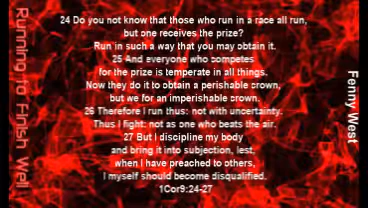 Running to Finish Well
24 Do you not know that those who run in a race all run,
but one receives the prize?
Run in such a way that you may obtain it.
25 And everyone who competes
for the prize is temperate in all things.
Now they do it to obtain a perishable crown,
but we for an imperishable crown.
26 Therefore I run thus: not with uncertainty.
Thus I fight: not as one who beats the air.
27 But I discipline my body
and bring it into subjection, lest,
when I have preached to others,
I myself should become disqualified.
1Cor9:24-27
Fenny West